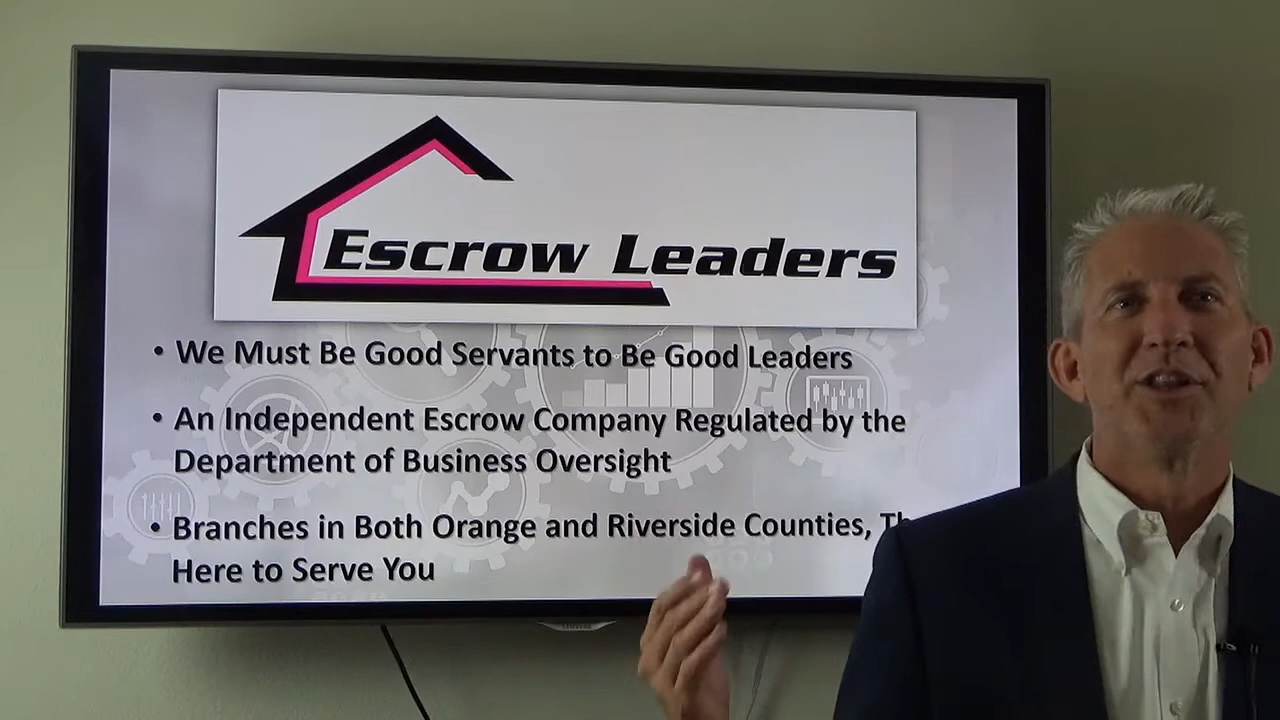 Escrow Leaders
• We Must Be Good Servants to Be Good Leaders
• An Independent Escrow Company Regulated by the
Department of Business Oversight
• Branches in Both Orange and Riverside Counties,
Here to Serve You